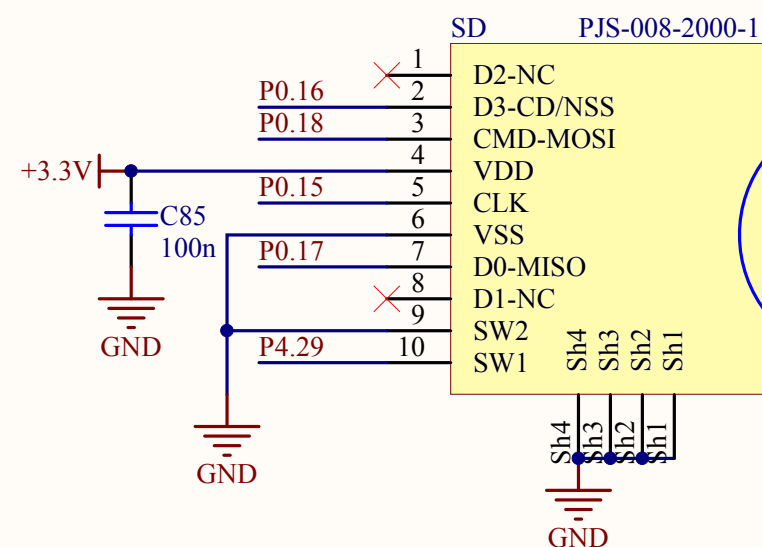 SD PJS-008-2000-1
1 D2-NC
P0.16 2 D3-CD/NSS
P0.18 3 CMD-MOSI
+3.3V 4 VDD
P0.15 5 CLK
C85
100n
6 VSS
P0.17 7 D0-MISO
8 D1-NC
9 SW2
P4.29 10 SW1
Sh4 Sh3 Sh2 Sh1
GND
Sh4 Sh3 Sh2 Sh1
GND
GND